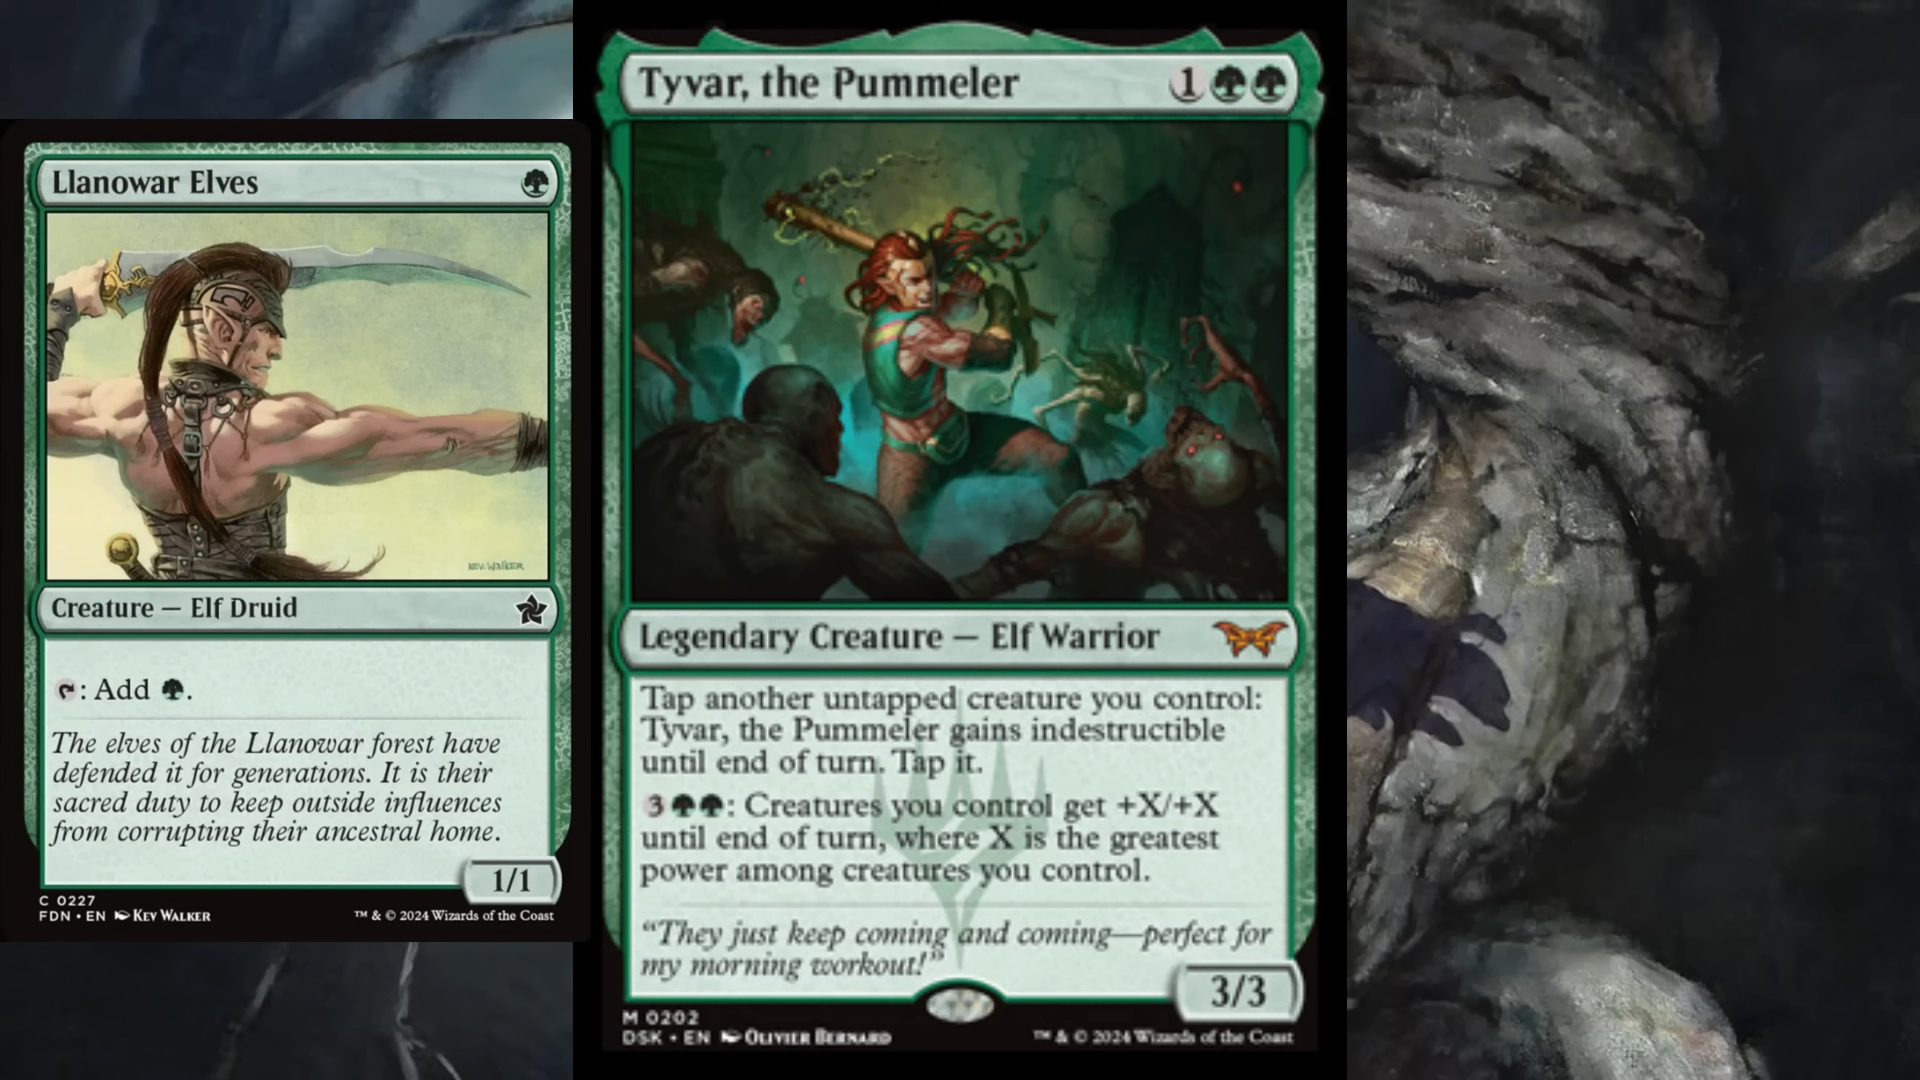 Llanowar Elves
KEV. WALKER
Creature — Elf Druid
: Add .
The elves of the Llanowar forest have
defended it for generations. It is their
sacred duty to keep outside influences
from corrupting their ancestral home.
1/1
C 0227
FDN • EN Kev Walker
™ & © 2024 Wizards of the Coast
Tyvar, the Pummeler
1
Legendary Creature — Elf Warrior
Tap another untapped creature you control:
Tyvar, the Pummeler gains indestructible
until end of turn. Tap it.
3: Creatures you control get +X/+X
until end of turn, where X is the greatest
power among creatures you control.
“They just keep coming and coming—perfect for
my morning workout!”
3/3
M 0202
DSK • EN Olivier Bernard
™ & © 2024 Wizards of the Coast